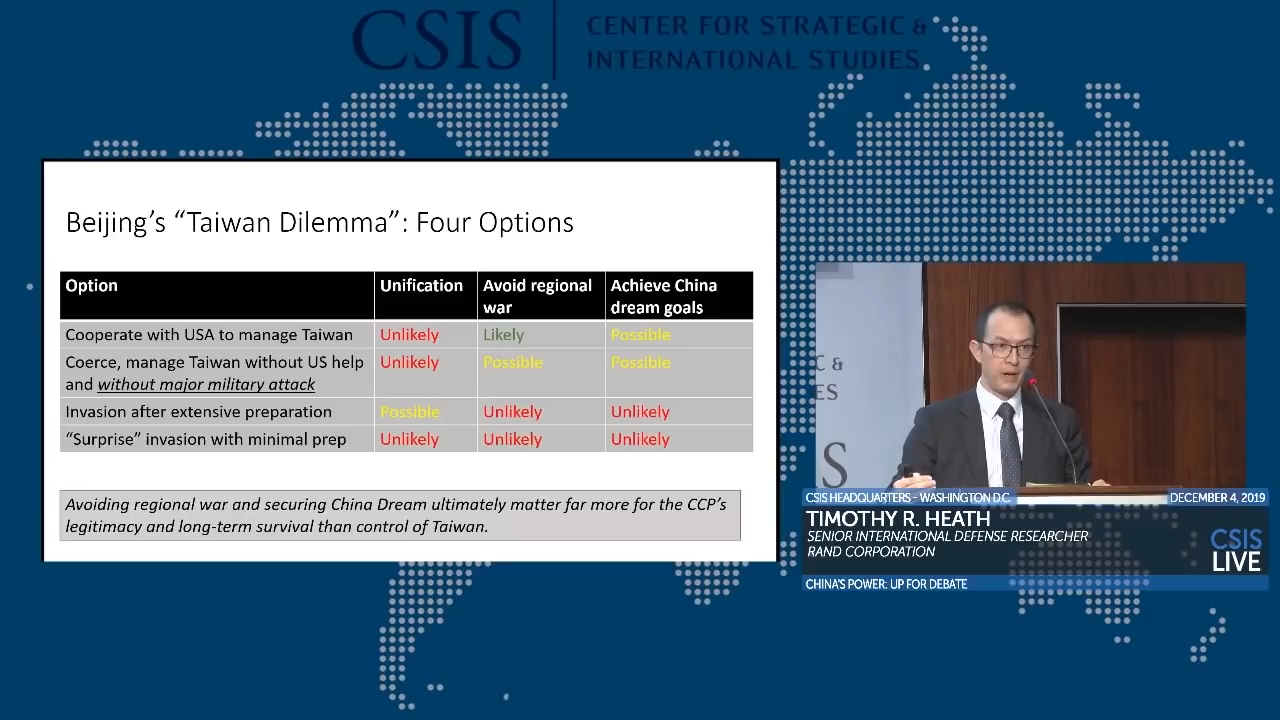 CSIS
CENTER FOR STRATEGIC &
INTERNATIONAL STUDIES
Beijing’s “Taiwan Dilemma”: Four Options
Option Unification Avoid regional war Achieve China dream goals
Cooperate with USA to manage Taiwan Unlikely Likely Possible
Coerce, manage Taiwan without US help and without major military attack Unlikely Possible Possible
Invasion after extensive preparation Possible Unlikely Unlikely
“Surprise” invasion with minimal prep Unlikely Unlikely Unlikely
Avoiding regional war and securing China Dream ultimately matter far more for the CCP’s
legitimacy and long-term survival than control of Taiwan.
C &
ES
S
CSIS HEADQUARTERS - WASHINGTON D.C.
DECEMBER 4, 2019
TIMOTHY R. HEATH
SENIOR INTERNATIONAL DEFENSE RESEARCHER
RAND CORPORATION
CSIS
LIVE
CHINA'S POWER: UP FOR DEBATE